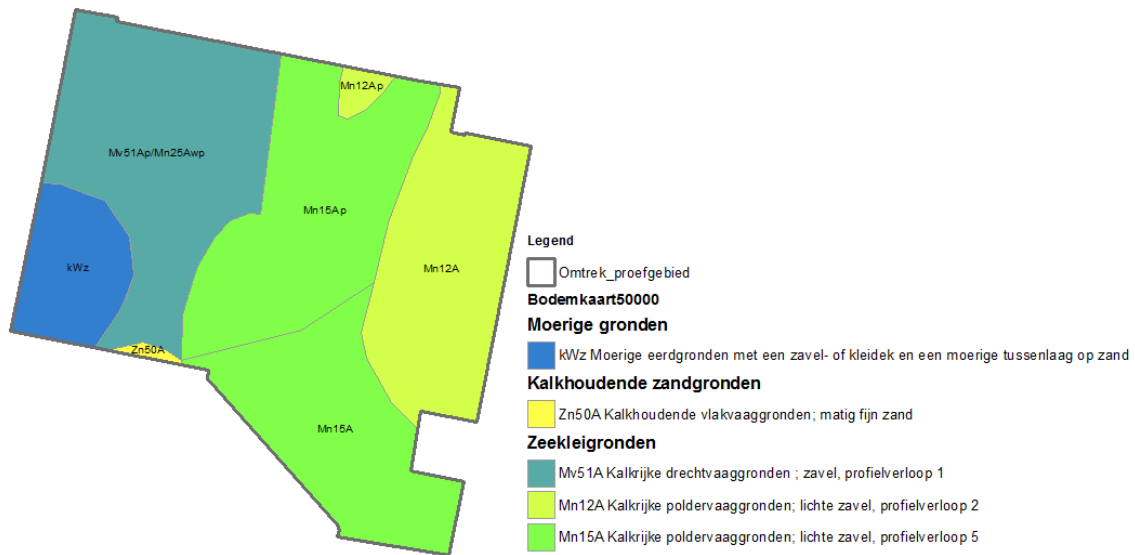 Mn12Ap
Mv51Ap/Mn25Awp
Mn15Ap
kWz
Mn12A
Zn50A
Mn15A
Legend
Omtrek_proefgebied
Bodemkaart50000
Moerige gronden
kWz Moerige eerdgronden met een zavel- of kleidek en een moerige tussenlaag op zand
Kalkhoudende zandgronden
Zn50A Kalkhoudende vlakvaaggronden; matig fijn zand
Zeekleigronden
Mv51A Kalkrijke drechtvaaggronden ; zavel, profielverloop 1
Mn12A Kalkrijke poldervaaggronden; lichte zavel, profielverloop 2
Mn15A Kalkrijke poldervaaggronden; lichte zavel, profielverloop 5